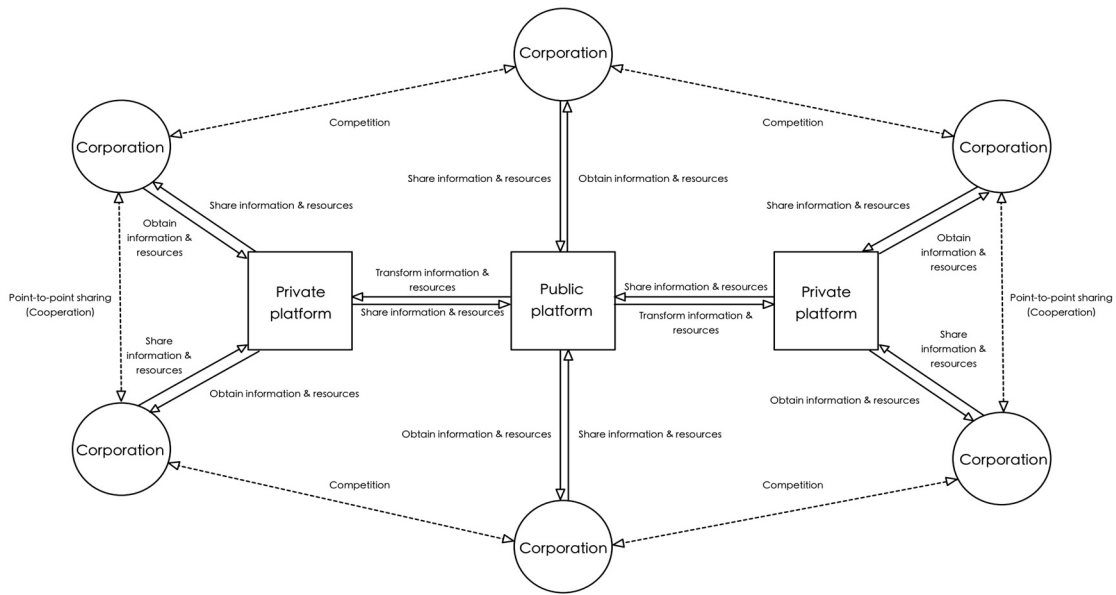 Corporation
Competition
Competition
Corporation
Corporation
Share information & resources
Obtain information & resources
Share information & resources
Share information & resources
Obtain
information &
resources
Obtain
information &
resources
Private
platform
Transform information &
resources
Share information & resources
Public
platform
Share information & resources
Transform information &
resources
Private
platform
Point-to-point sharing
(Cooperation)
Point-to-point sharing
(Cooperation)
Share
information &
resources
Obtain information & resources
Share
information &
resources
Obtain information & resources
Obtain information & resources
Share information & resources
Corporation
Corporation
Competition
Competition
Corporation